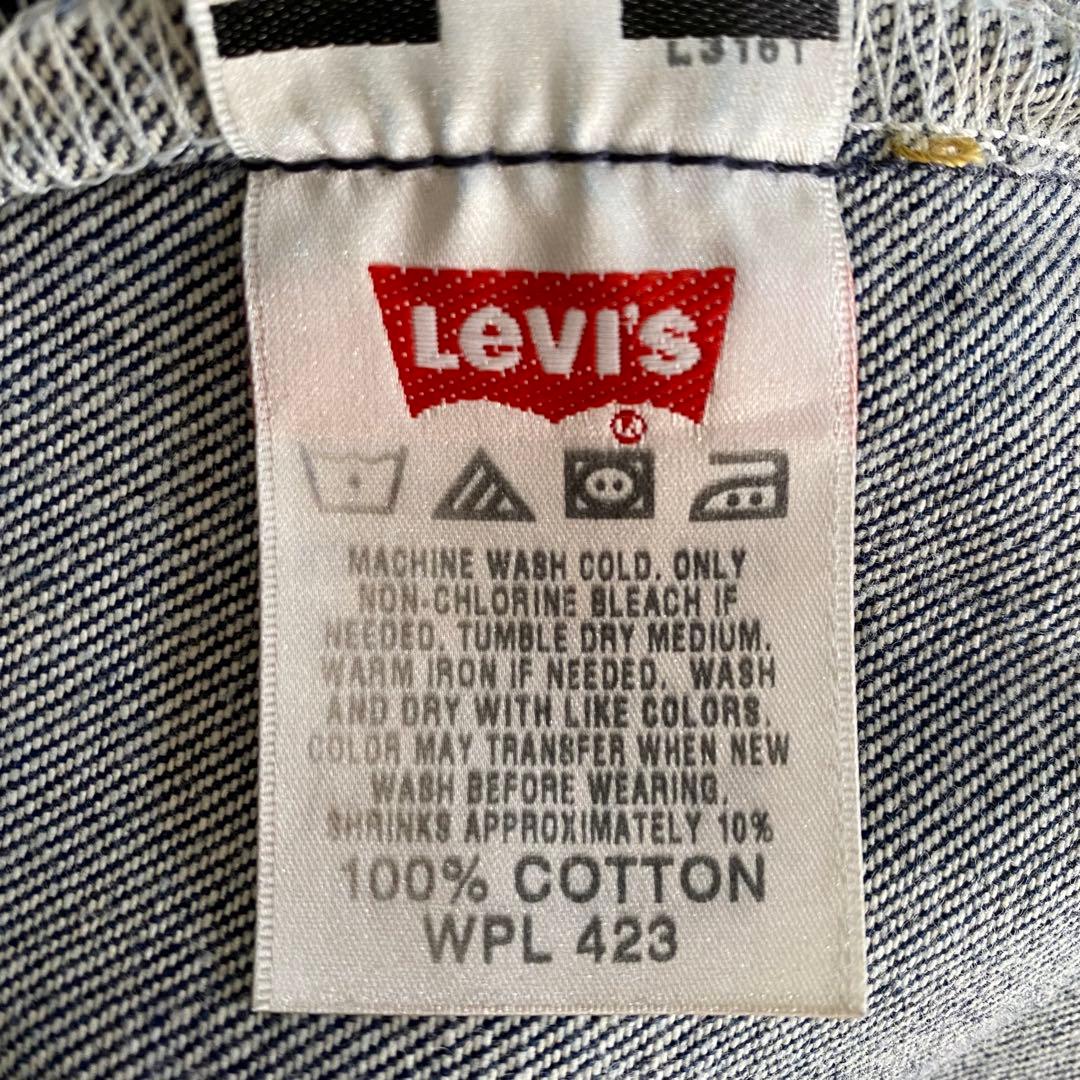 L3161
LEVI'S
MACHINE WASH COLD. ONLY
NON-CHLORINE BLEACH IF
NEEDED. TUMBLE DRY MEDIUM.
WARM IRON IF NEEDED. WASH
AND DRY WITH LIKE COLORS.
COLOR MAY TRANSFER WHEN NEW
WASH BEFORE WEARING.
SHRINKS APPROXIMATELY 10%
100% COTTON
WPL 423